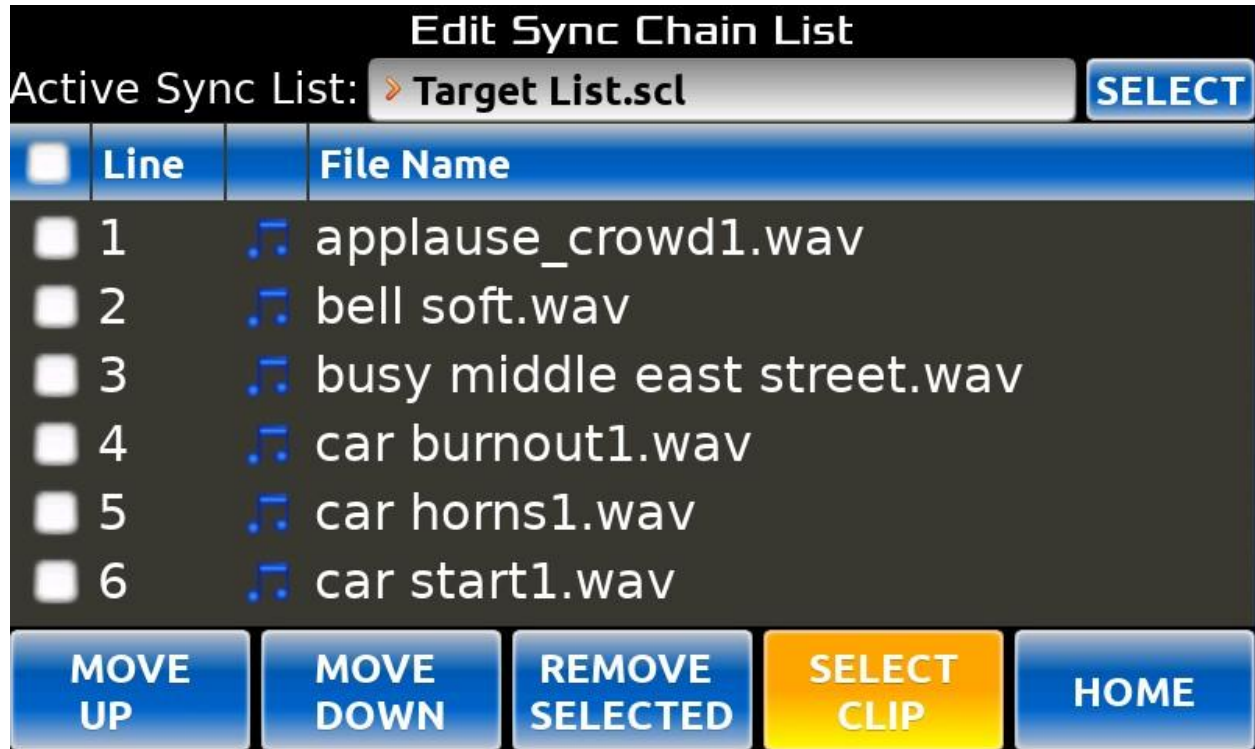 Edit Sync Chain List
Active Sync List: Target List.scl SELECT
Line File Name
1 applause_crowd1.wav
2 bell soft.wav
3 busy middle east street.wav
4 car burnout1.wav
5 car horns1.wav
6 car start1.wav
MOVE UP
MOVE DOWN
REMOVE SELECTED
SELECT CLIP
HOME